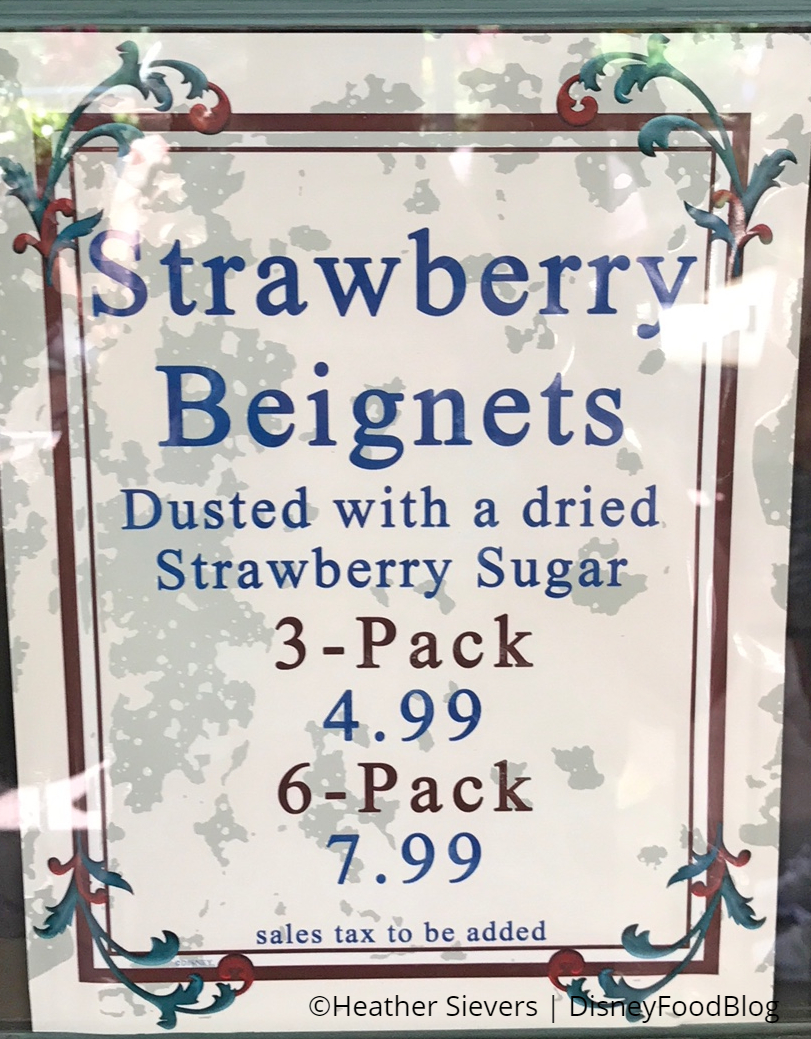 Strawberry
Beignets
Dusted with a dried
Strawberry Sugar
3-Pack
4.99
6-Pack
7.99
sales tax to be added
©Heather Sievers | DisneyFoodBlog